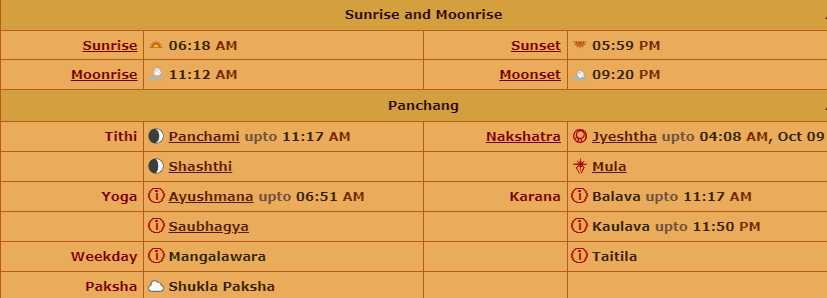 Sunrise and Moonrise
Sunrise 06:18 AM Sunset 05:59 PM
Moonrise 11:12 AM Moonset 09:20 PM
Panchang
Tithi Panchami upto 11:17 AM Nakshatra Jyeshtha upto 04:08 AM, Oct 09
Shashthi Mula
Yoga Ayushmana upto 06:51 AM Karana Balava upto 11:17 AM
Saubhagya Kaulava upto 11:50 PM
Weekday Mangalawara Taitila
Paksha Shukla Paksha